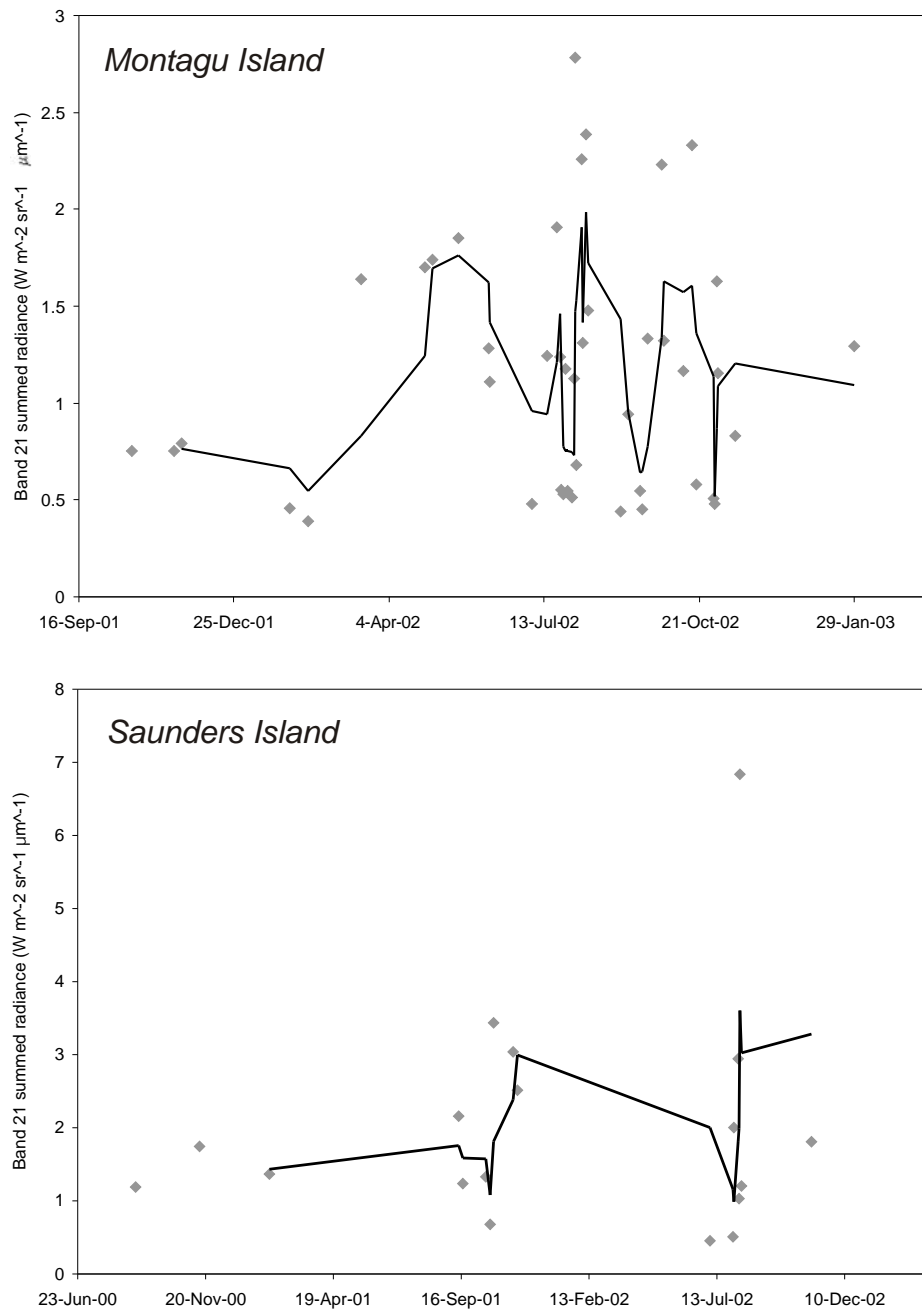 Montagu Island
Band 21 summed radiance (W m^-2 sr^-1 µm^-1)
3
2.5
2
1.5
1
0.5
0
16-Sep-01 25-Dec-01 4-Apr-02 13-Jul-02 21-Oct-02 29-Jan-03
Saunders Island
Band 21 summed radiance (W m^-2 sr^-1 µm^-1)
8
7
6
5
4
3
2
1
0
23-Jun-00 20-Nov-00 19-Apr-01 16-Sep-01 13-Feb-02 13-Jul-02 10-Dec-02